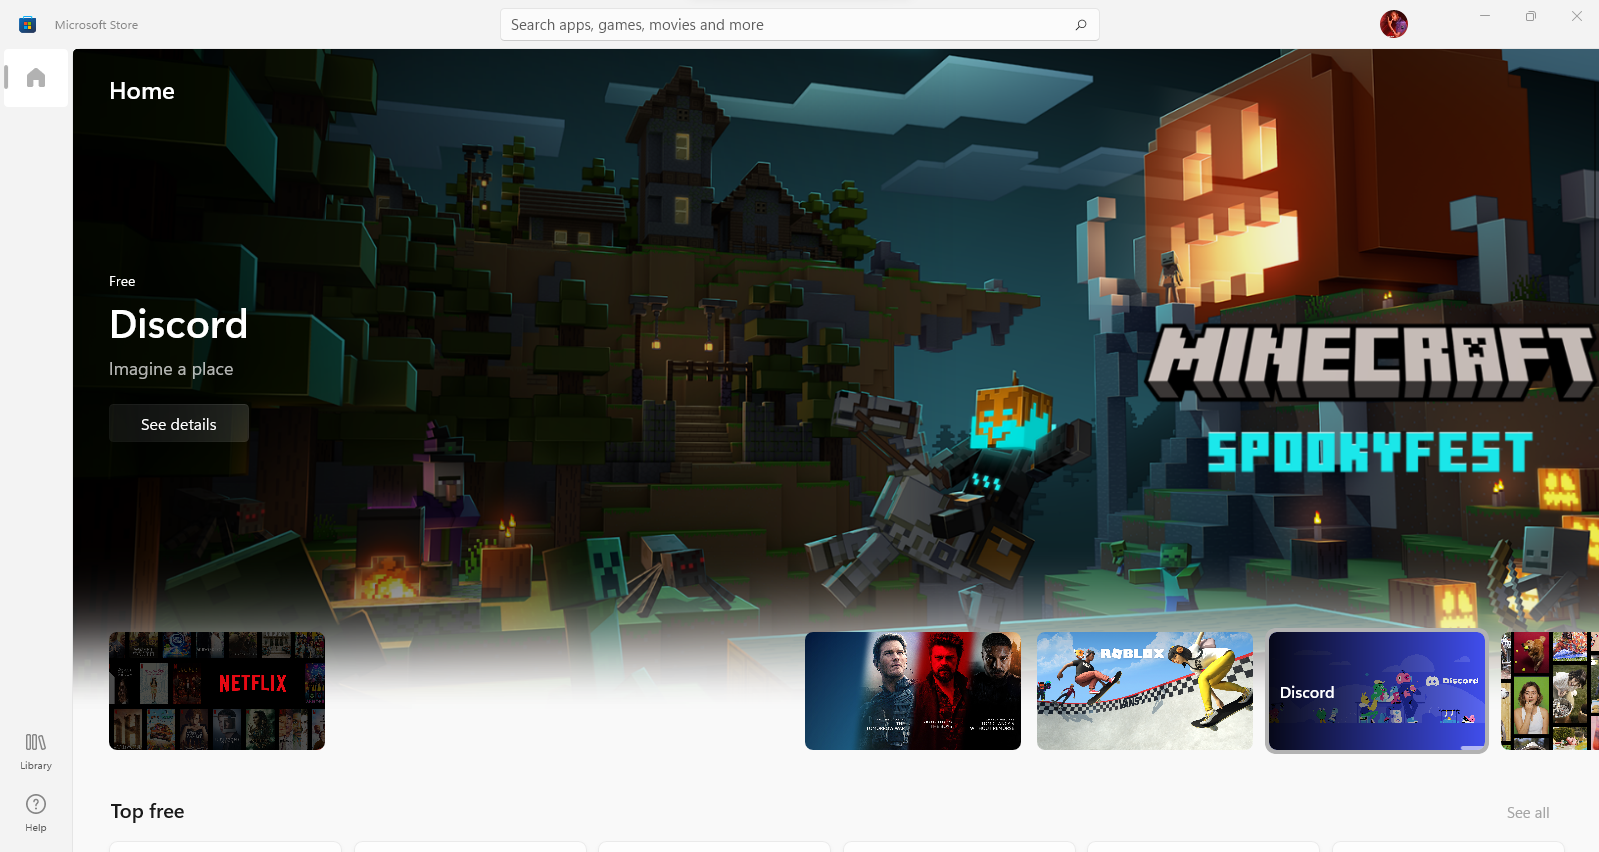 Microsoft Store
Search apps, games, movies and more
Home
Free
Discord
Imagine a place
See details
MINECRAFT
SPOOKYFEST
NETFLIX
ROBLOX
VANS
Discord
Discord
Library
Help
Top free
See all